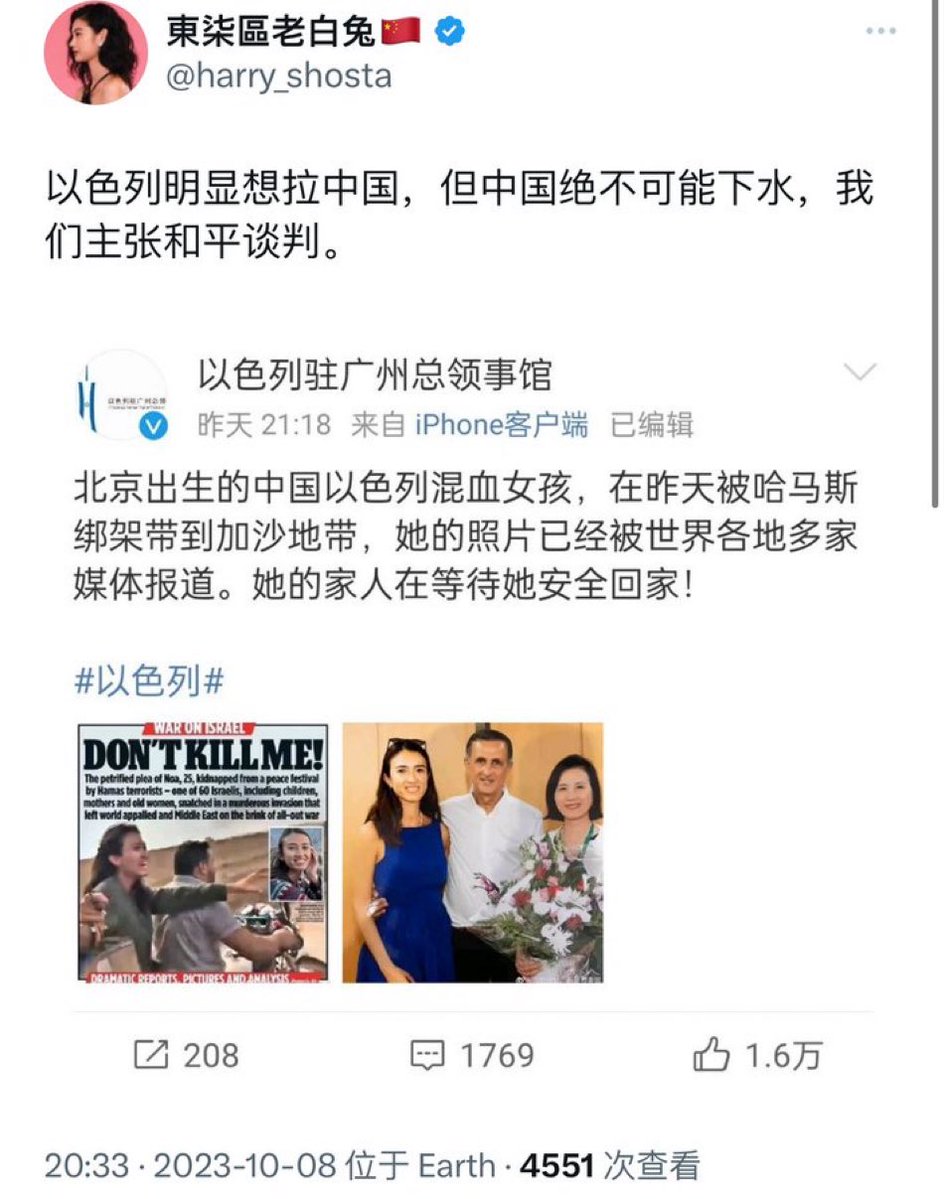 東柒區老白兔🇨🇳
@harry_shosta
以色列明显想拉中国，但中国绝不可能下水，我
们主张和平谈判。
以色列驻广州总领事馆
昨天 21:18 来自 iPhone客户端 已编辑
北京出生的中国以色列混血女孩，在昨天被哈马斯
绑架带到加沙地带，她的照片已经被世界各地多家
媒体报道。她的家人在等待她安全回家！
#以色列#
WAR ON ISRAEL
DON'T KILL ME!
The petrified plea of Noa, 25, kidnapped from a peace festival
by Hamas terrorists – one of 60 Israelis, including children,
mothers and old women, snatched in a murderous invasion that
left world appalled and Middle East on the brink of all-out war
DRAMATIC REPORTS, PICTURES AND ANALYSIS
208
1769
1.6万
20:33 · 2023-10-08 位于 Earth · 4551 次查看